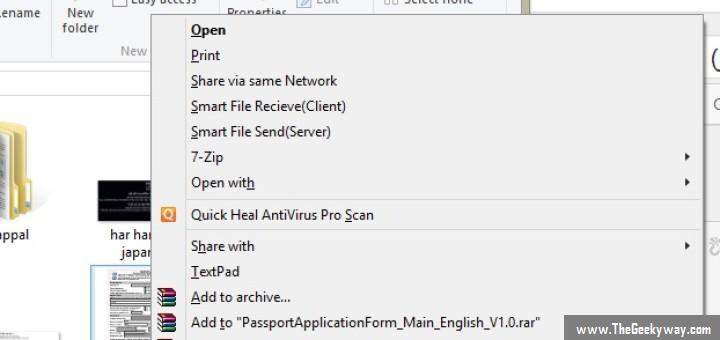 ename
New
folder
New
Easy access
Properties
Edit
Select none
Open
Print
Share via same Network
Smart File Recieve(Client)
Smart File Send(Server)
7-Zip
Open with
Quick Heal AntiVirus Pro Scan
Share with
TextPad
Add to archive...
Add to "PassportApplicationForm_Main_English_V1.0.rar"
appal
har har
japar
www.TheGeekyway.com